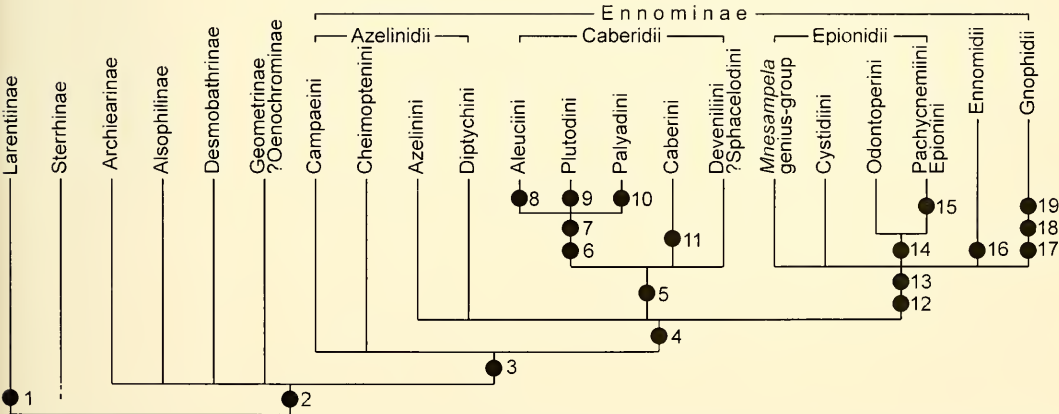 Ennominae
Azelinidii
Caberidii
Epionidii
Larentiinae
Sterrhinae
Archiearinae
Alsophilinae
Desmobathrinae
Geometrinae
?Oenochrominae
Campaeini
Cheimoptenini
Azelinini
Diptychini
Aleuciini
Plutodini
Palyadini
Caberini
Deveniliini
?Sphacelodini
Mnesampela
genius-group
Cystidiini
Odontoperini
Pachycnemiini
Epionini
Ennomidii
Gnophidii
8
9
10
15
19
7
11
18
6
14
16
17
5
13
12
4
3
1
2